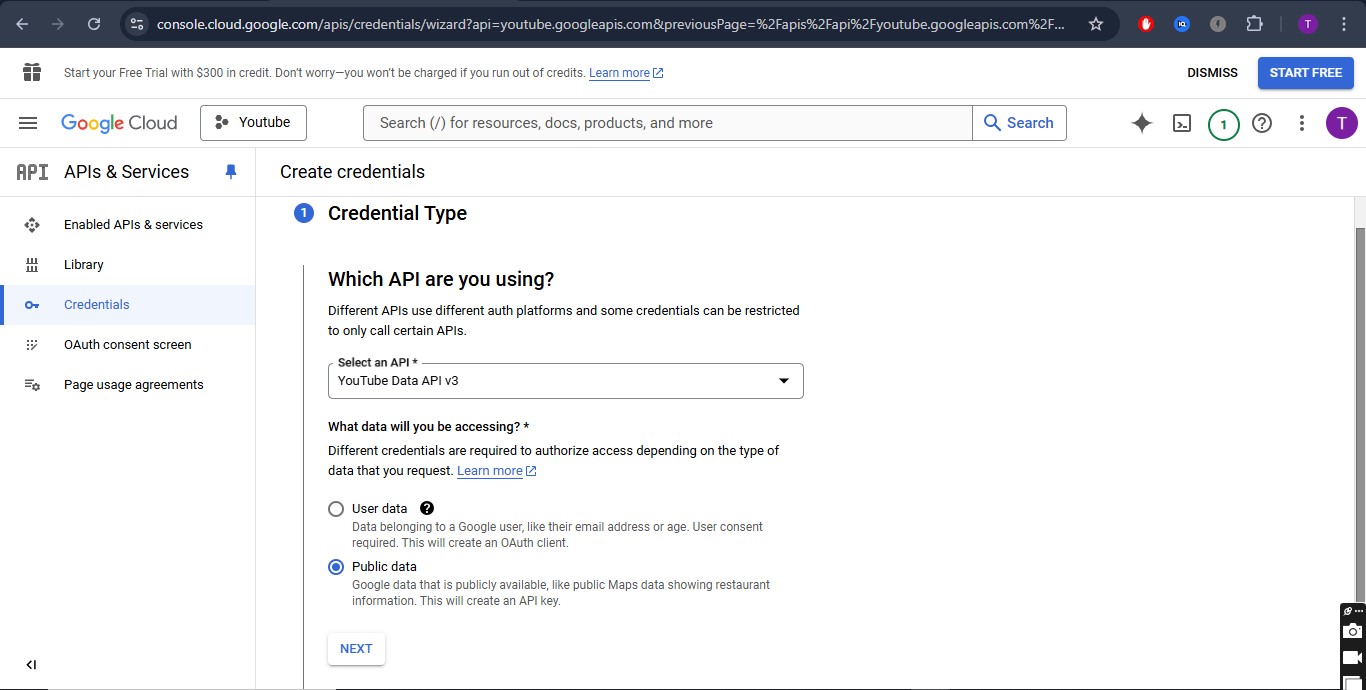 console.cloud.google.com/apis/credentials/wizard?api=youtube.googleapis.com&previousPage=%2Fapis%2Fapi%2Fyoutube.googleapis.com%2F...
T
Start your Free Trial with $300 in credit. Don't worry—you won't be charged if you run out of credits. Learn more
DISMISS
START FREE
Google Cloud
Youtube
Search (/) for resources, docs, products, and more
Search
1
T
API APIs & Services
Create credentials
Enabled APIs & services
Library
Credentials
OAuth consent screen
Page usage agreements
1 Credential Type
Which API are you using?
Different APIs use different auth platforms and some credentials can be restricted
to only call certain APIs.
Select an API *
YouTube Data API v3
What data will you be accessing? *
Different credentials are required to authorize access depending on the type of
data that you request. Learn more
User data
Data belonging to a Google user, like their email address or age. User consent
required. This will create an OAuth client.
Public data
Google data that is publicly available, like public Maps data showing restaurant
information. This will create an API key.
NEXT